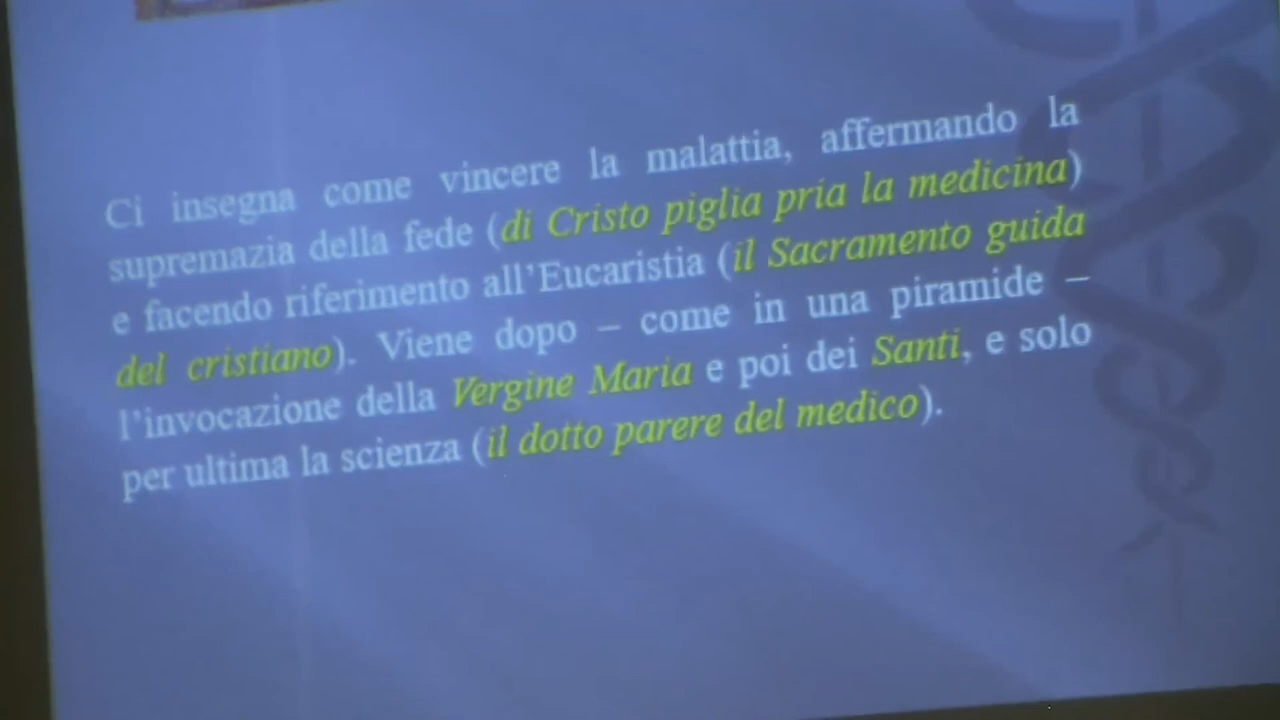 Ci insegna come vincere la malattia, affermando la
supremazia della fede (di Cristo piglia pria la medicina)
e facendo riferimento all’Eucaristia (il Sacramento guida
del cristiano). Viene dopo – come in una piramide –
l’invocazione della Vergine Maria e poi dei Santi, e solo
per ultima la scienza (il dotto parere del medico).